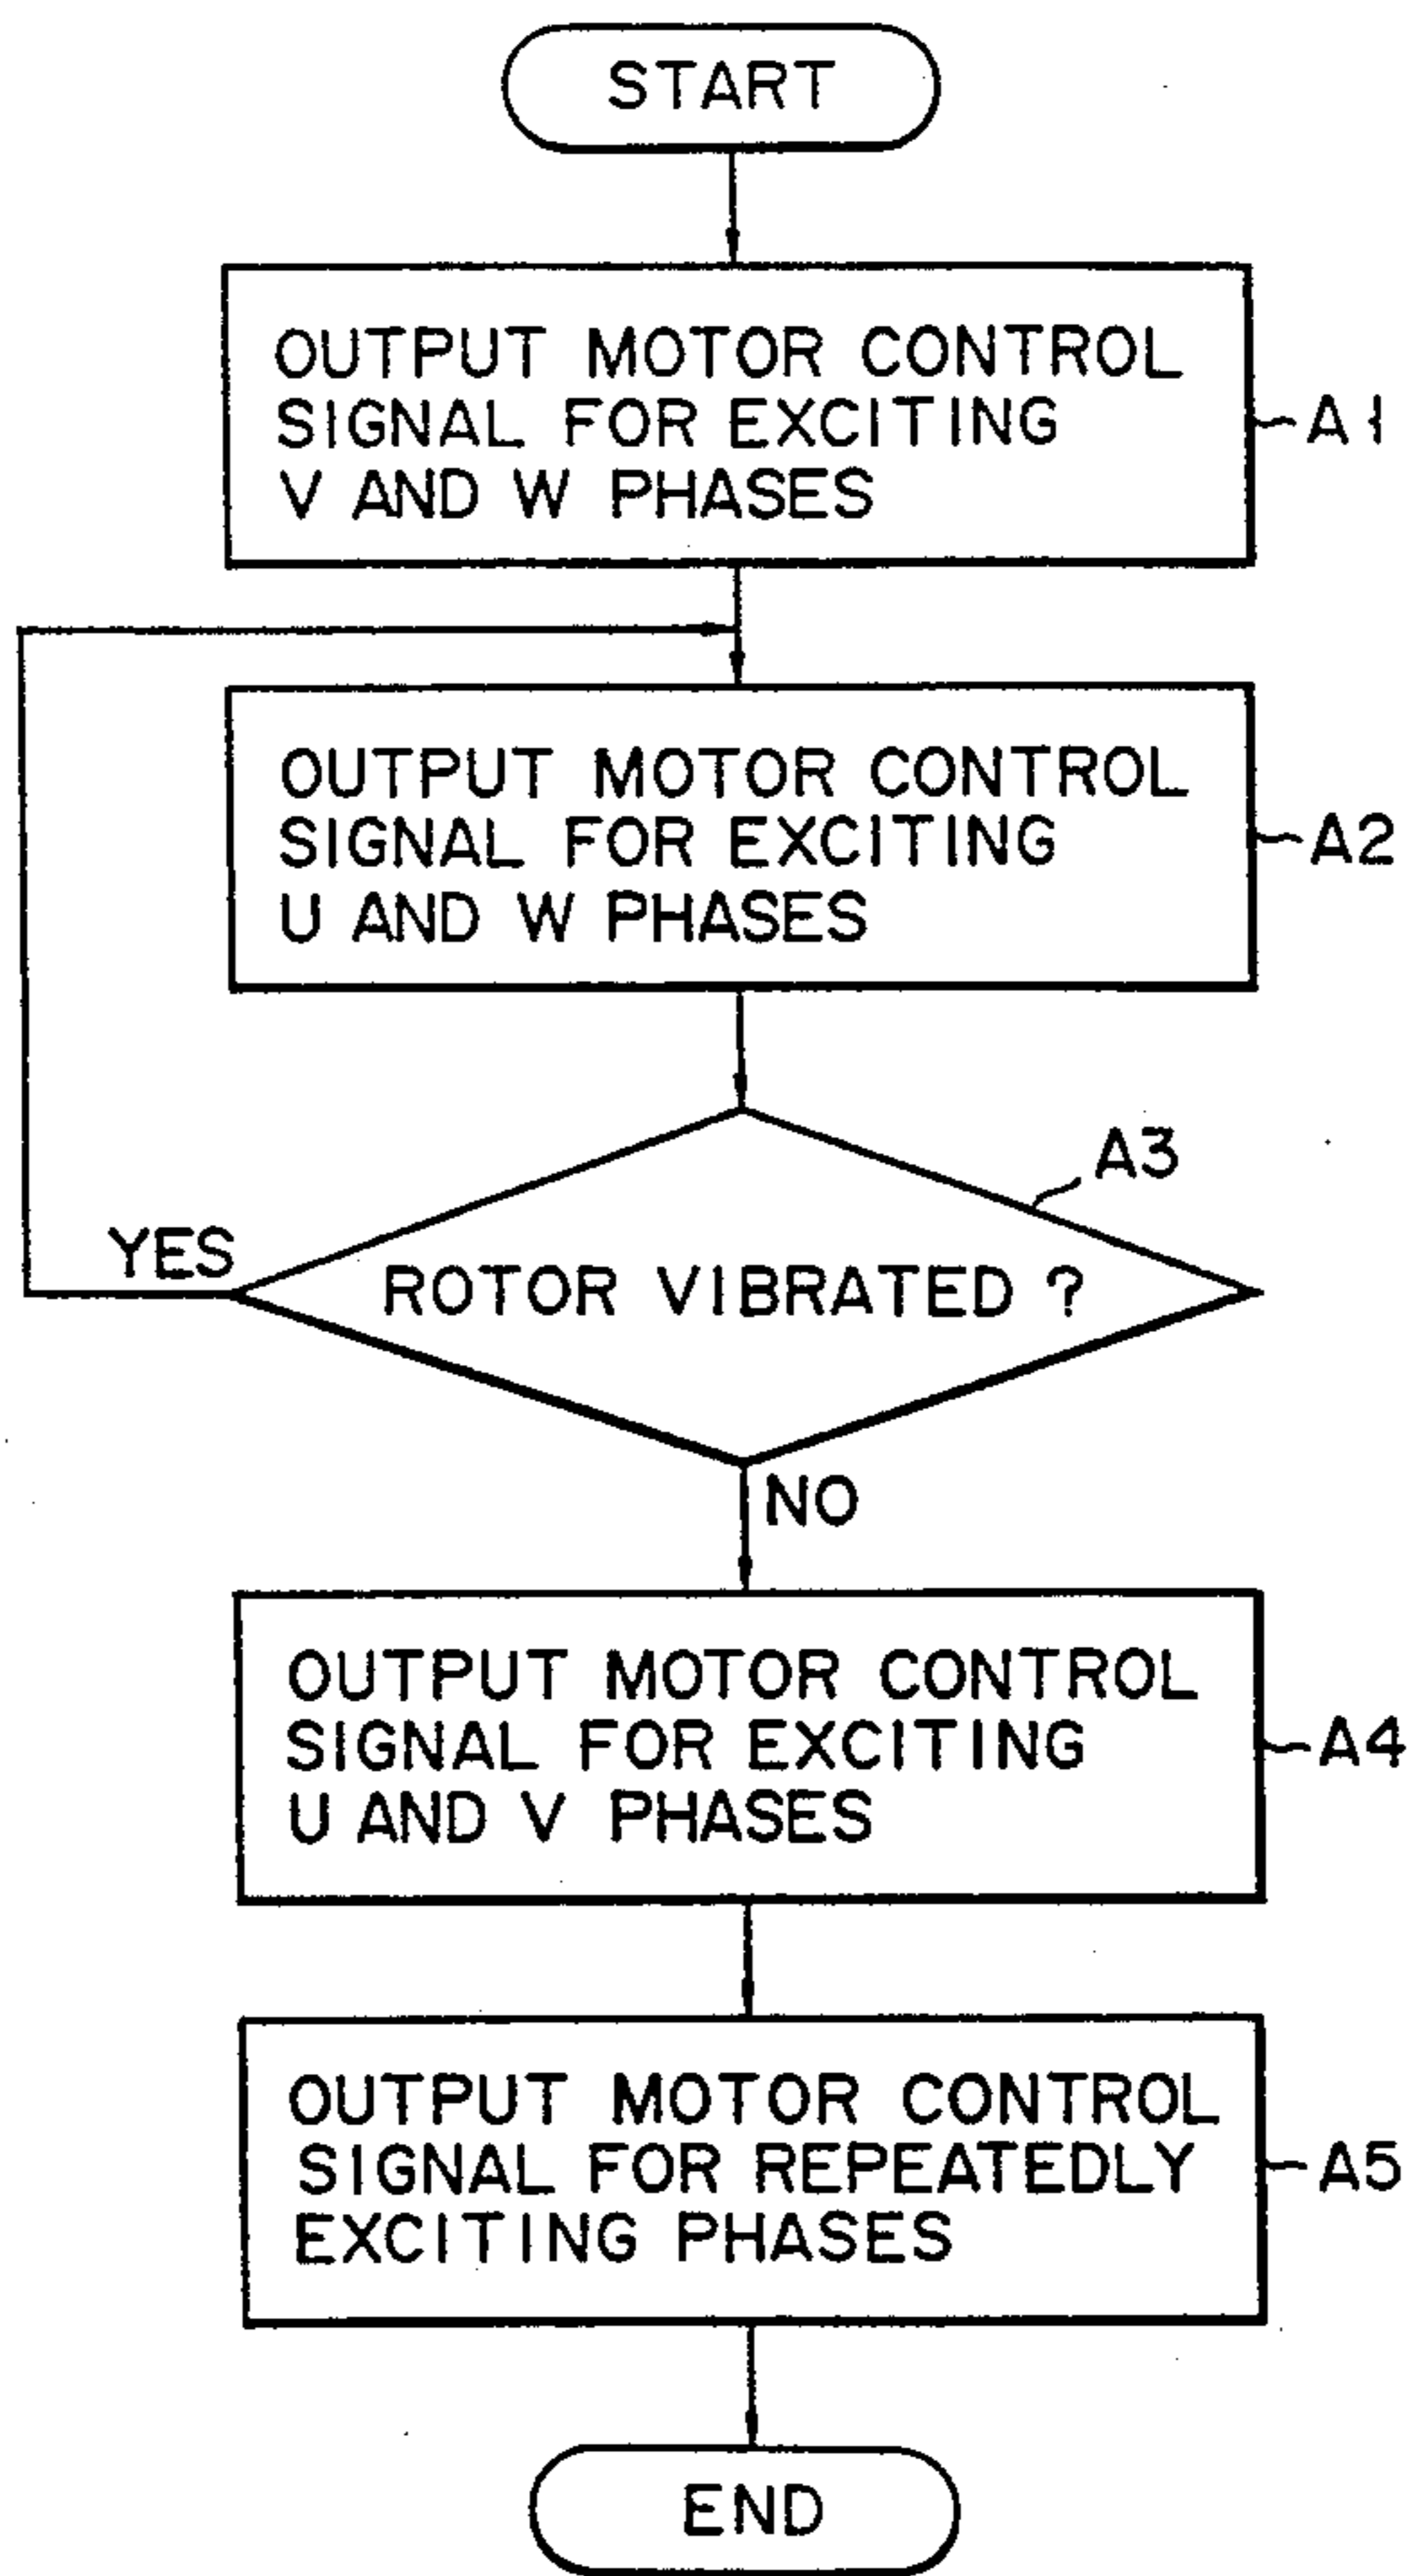 START
OUTPUT MOTOR CONTROL
SIGNAL FOR EXCITING
V AND W PHASES
A1
OUTPUT MOTOR CONTROL
SIGNAL FOR EXCITING
U AND W PHASES
A2
A3
YES
ROTOR VIBRATED ?
NO
OUTPUT MOTOR CONTROL
SIGNAL FOR EXCITING
U AND V PHASES
A4
OUTPUT MOTOR CONTROL
SIGNAL FOR REPEATEDLY
EXCITING PHASES
A5
END